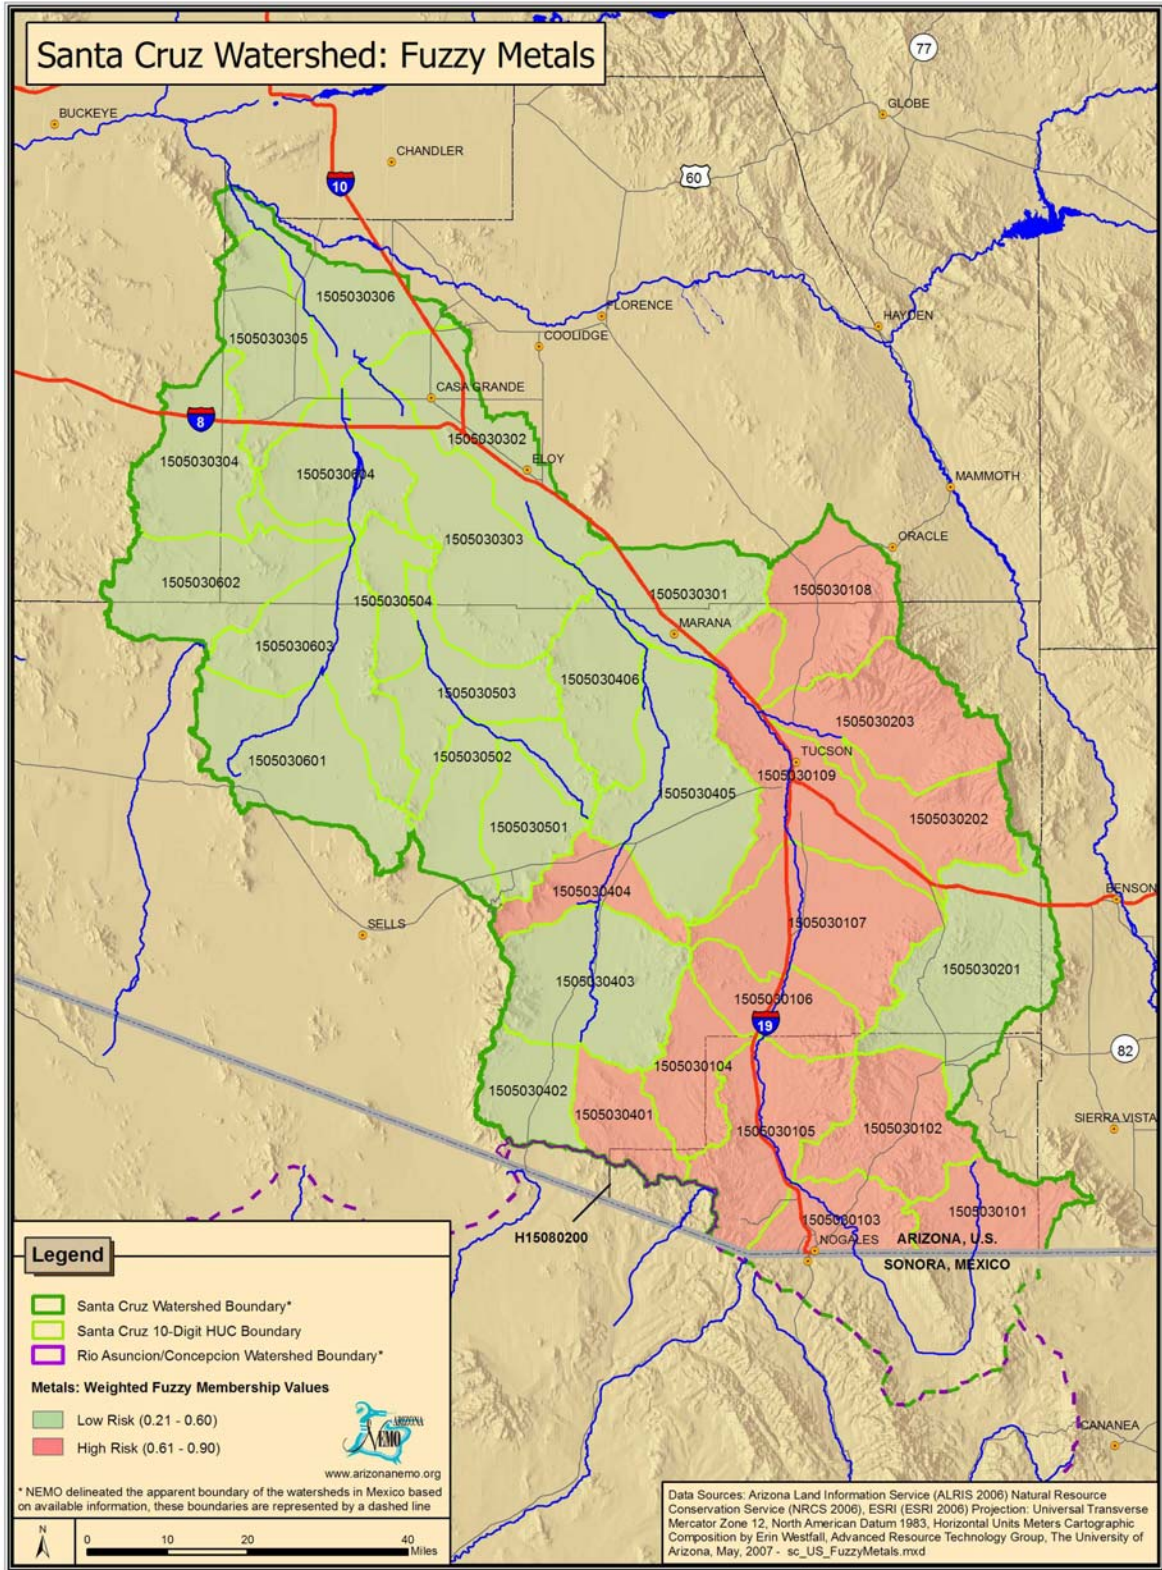 Santa Cruz Watershed: Fuzzy Metals
77
BUCKEYE
GLOBE
CHANDLER
10
60
1505030306
FLORENCE
HAYDEN
1505030305
COOLIDGE
CASA GRANDE
8
1505030302
1505030304
1505030604
ELOY
MAMMOTH
1505030303
ORACLE
1505030602
1505030504
1505030301
1505030108
MARANA
1505030603
1505030406
1505030503
1505030203
1505030601
1505030502
TUCSON
1505030109
1505030405
1505030501
1505030202
1505030404
BENSON
SELLS
1505030107
1505030403
1505030201
1505030106
19
82
1505030104
1505030402
1505030401
1505030105
1505030102
SIERRA VISTA
1505030103
1505030101
H15080200
NOGALES
ARIZONA, U.S.
SONORA, MEXICO
CANANEA
Legend
Santa Cruz Watershed Boundary*
Santa Cruz 10-Digit HUC Boundary
Rio Asuncion/Concepcion Watershed Boundary*
Metals: Weighted Fuzzy Membership Values
Low Risk (0.21 - 0.60)
High Risk (0.61 - 0.90)
ARIZONA
NEMO
www.arizonanemo.org
* NEMO delineated the apparent boundary of the watersheds in Mexico based
on available information, these boundaries are represented by a dashed line
N
0 20 40
Miles
Data Sources: Arizona Land Information Service (ALRIS 2006) Natural Resource
Conservation Service (NRCS 2006), ESRI (ESRI 2006) Projection: Universal Transverse
Mercator Zone 12, North American Datum 1983, Horizontal Units Meters Cartographic
Composition by Erin Westfall, Advanced Resource Technology Group, The University of
Arizona, May, 2007 - sc_US_FuzzyMetals.mxd